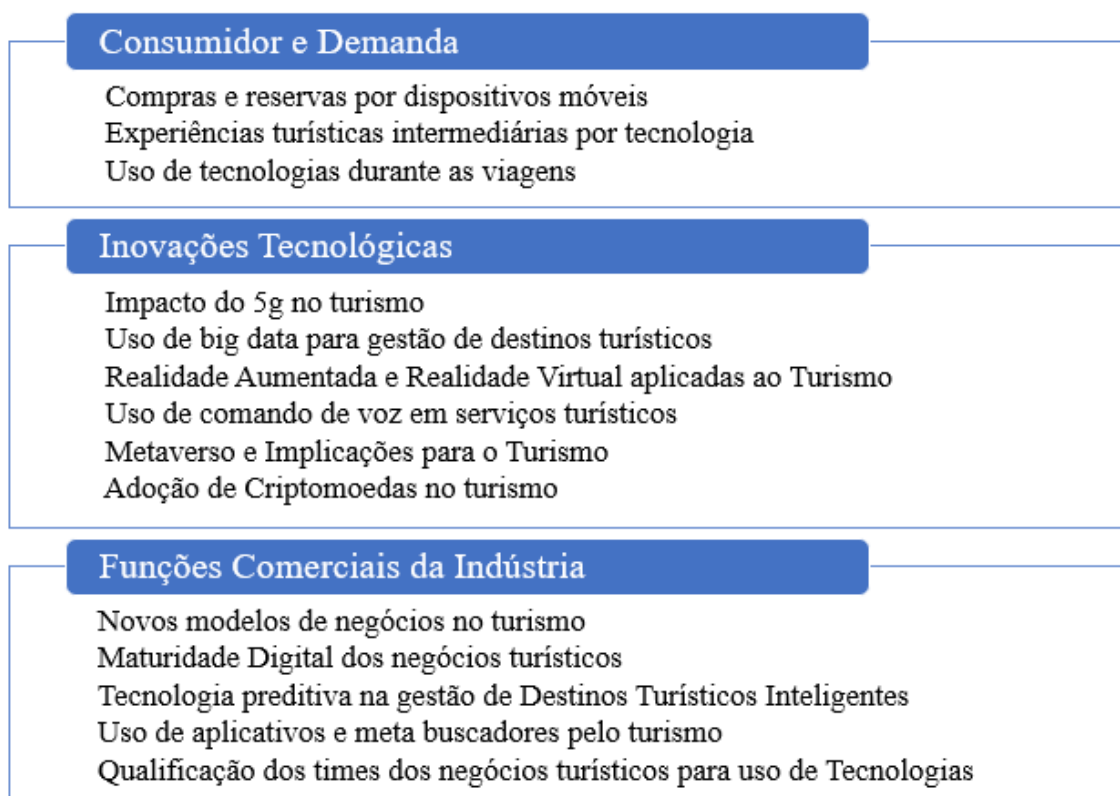 Consumidor e Demanda
Compras e reservas por dispositivos móveis
Experiências turísticas intermediárias por tecnologia
Uso de tecnologias durante as viagens
Inovações Tecnológicas
Impacto do 5g no turismo
Uso de big data para gestão de destinos turísticos
Realidade Aumentada e Realidade Virtual aplicadas ao Turismo
Uso de comando de voz em serviços turísticos
Metaverso e Implicações para o Turismo
Adoção de Criptomoedas no turismo
Funções Comerciais da Indústria
Novos modelos de negócios no turismo
Maturidade Digital dos negócios turísticos
Tecnologia preditiva na gestão de Destinos Turísticos Inteligentes
Uso de aplicativos e meta buscadores pelo turismo
Qualificação dos times dos negócios turísticos para uso de Tecnologias